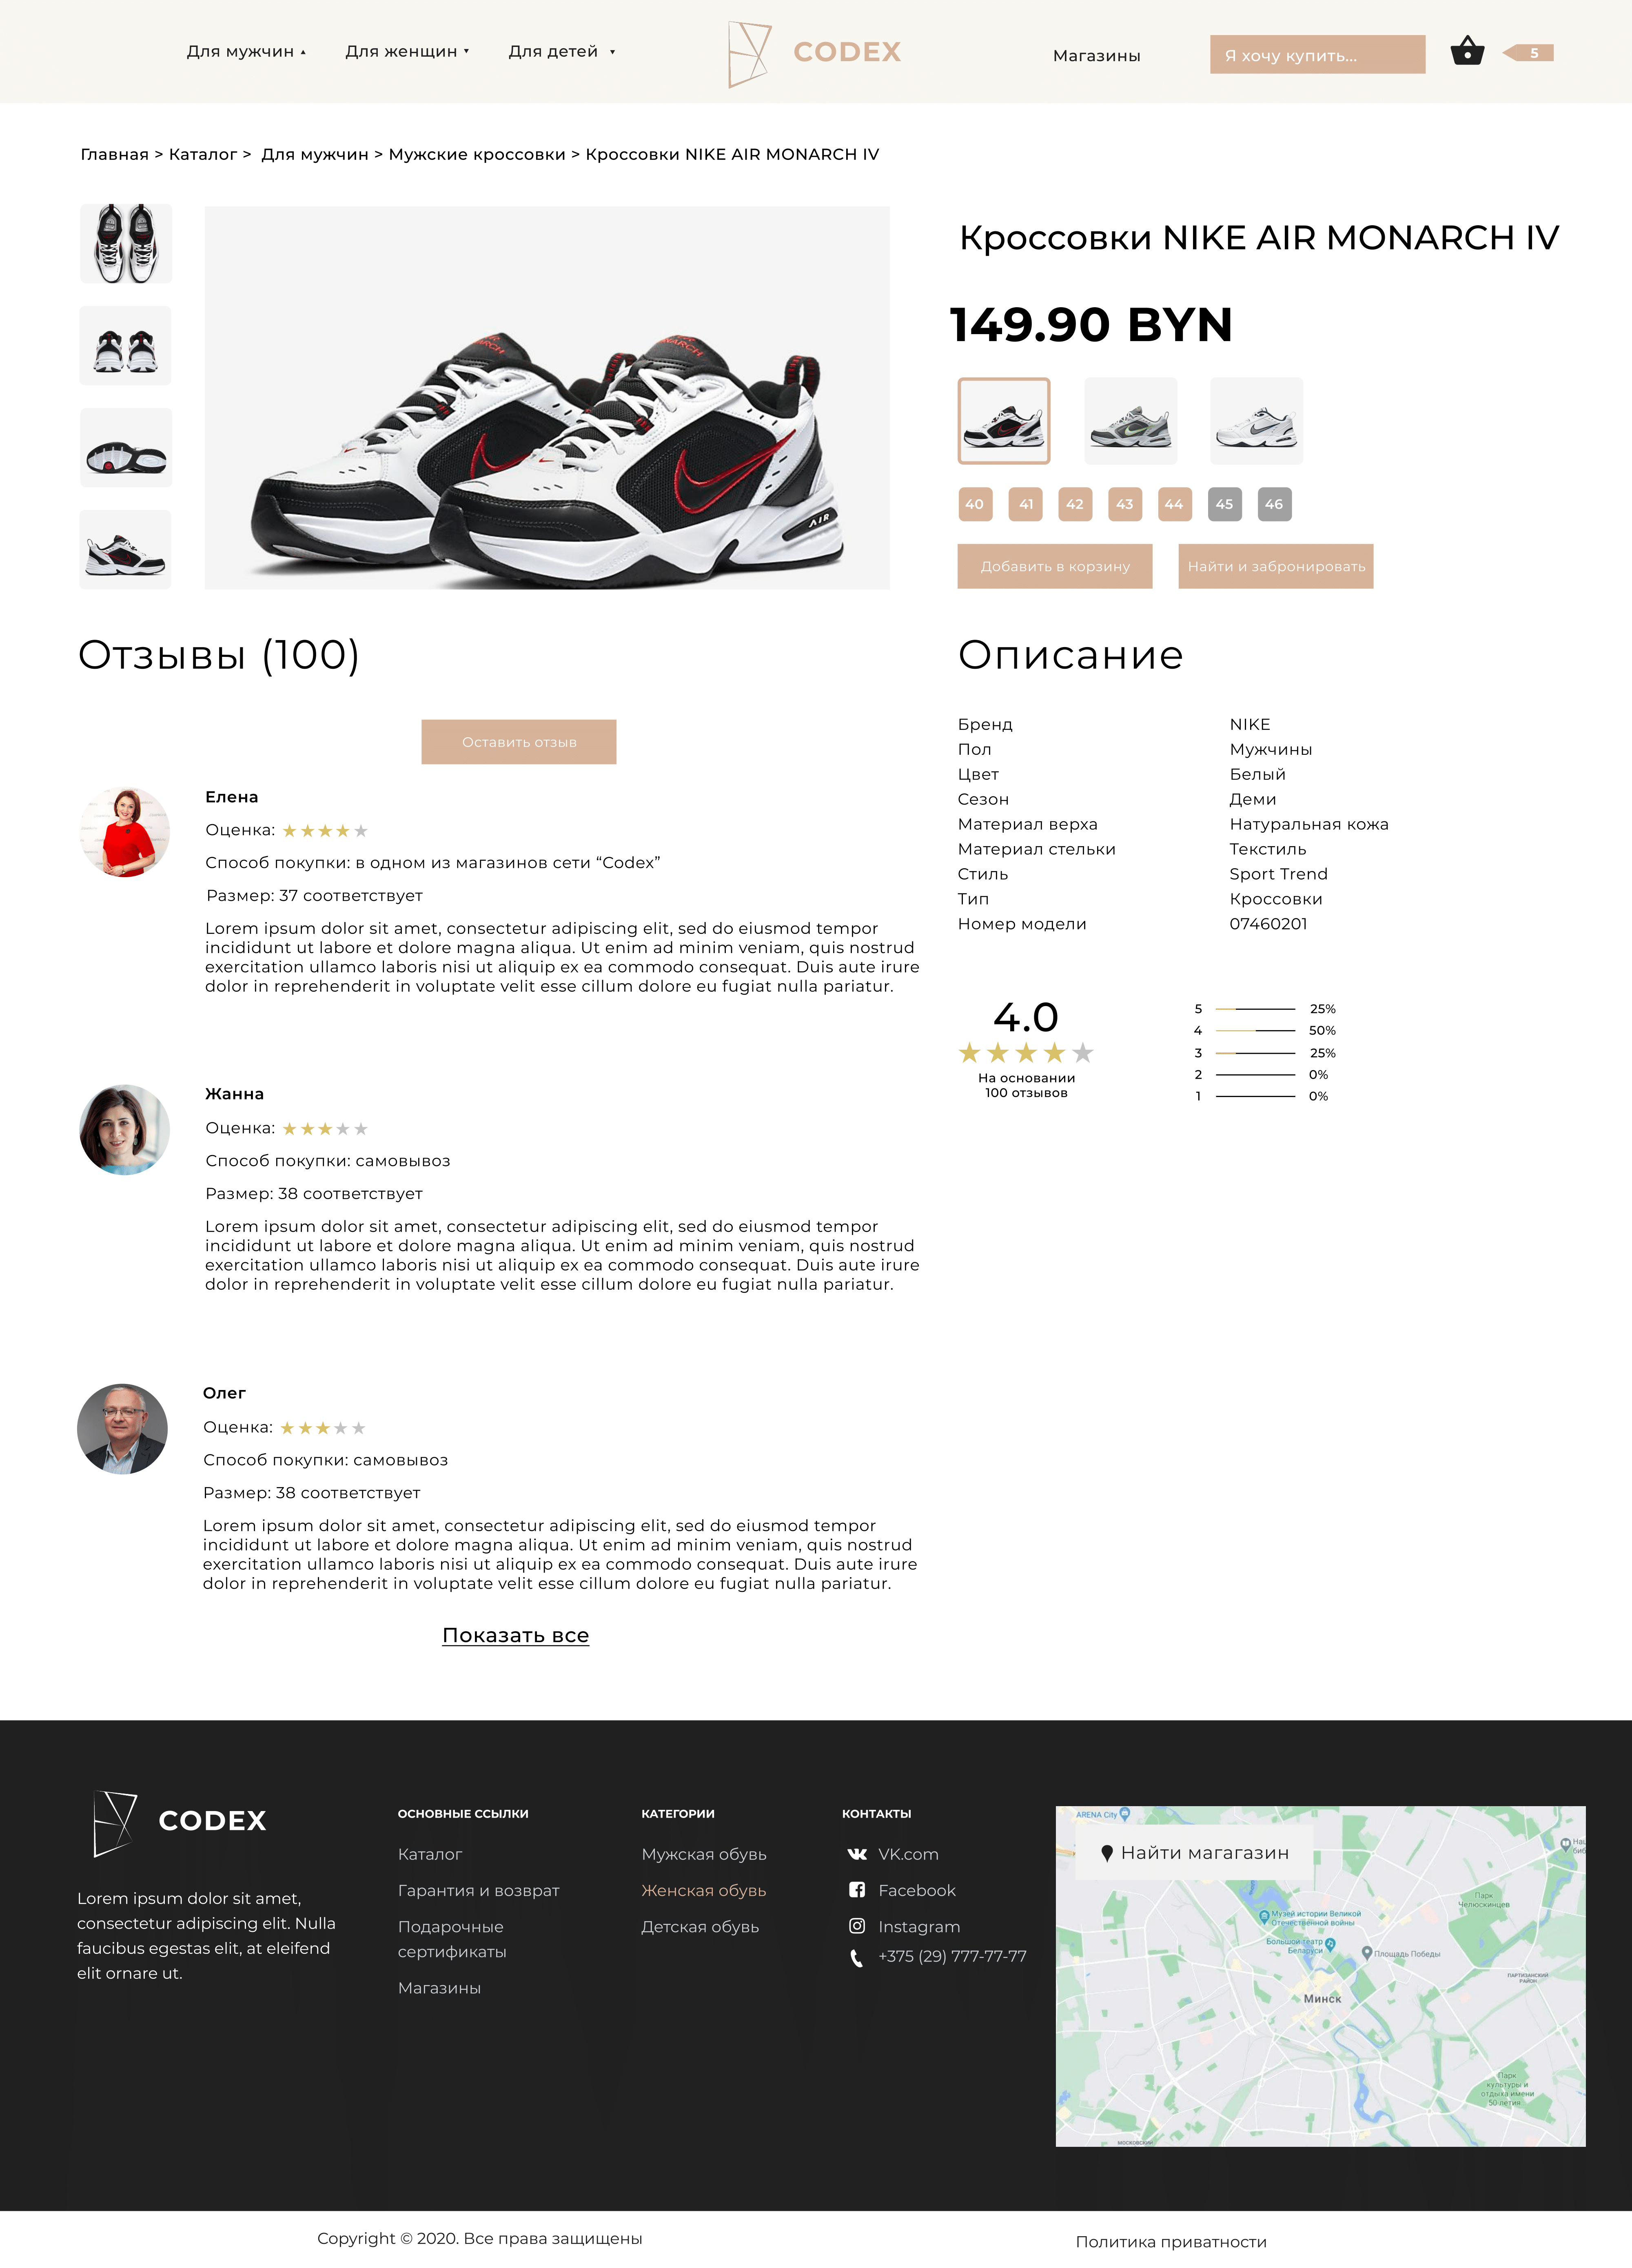 Для мужчин
Для женщин
Для детей
CODEX
Магазины
Я хочу купить...
5
Главная > Каталог > Для мужчин > Мужские кроссовки > Кроссовки NIKE AIR MONARCH IV
Кроссовки NIKE AIR MONARCH IV
149.90 BYN
AIR
40 41 42 43 44 45 46
Добавить в корзину
Найти и забронировать
Отзывы (100)
Оставить отзыв
Елена
Оценка:
Способ покупки: в одном из магазинов сети “Codex”
Размер: 37 соответствует
Lorem ipsum dolor sit amet, consectetur adipiscing elit, sed do eiusmod tempor
incididunt ut labore et dolore magna aliqua. Ut enim ad minim veniam, quis nostrud
exercitation ullamco laboris nisi ut aliquip ex ea commodo consequat. Duis aute irure
dolor in reprehenderit in voluptate velit esse cillum dolore eu fugiat nulla pariatur.
Жанна
Оценка:
Способ покупки: самовывоз
Размер: 38 соответствует
Lorem ipsum dolor sit amet, consectetur adipiscing elit, sed do eiusmod tempor
incididunt ut labore et dolore magna aliqua. Ut enim ad minim veniam, quis nostrud
exercitation ullamco laboris nisi ut aliquip ex ea commodo consequat. Duis aute irure
dolor in reprehenderit in voluptate velit esse cillum dolore eu fugiat nulla pariatur.
Олег
Оценка:
Способ покупки: самовывоз
Размер: 38 соответствует
Lorem ipsum dolor sit amet, consectetur adipiscing elit, sed do eiusmod tempor
incididunt ut labore et dolore magna aliqua. Ut enim ad minim veniam, quis nostrud
exercitation ullamco laboris nisi ut aliquip ex ea commodo consequat. Duis aute irure
dolor in reprehenderit in voluptate velit esse cillum dolore eu fugiat nulla pariatur.
Показать все
Описание
Бренд NIKE
Пол Мужчины
Цвет Белый
Сезон Деми
Материал верха Натуральная кожа
Материал стельки Текстиль
Стиль Sport Trend
Тип Кроссовки
Номер модели 07460201
4.0
На основании
100 отзывов
5 25%
4 50%
3 25%
2 0%
1 0%
CODEX
Lorem ipsum dolor sit amet,
consectetur adipiscing elit. Nulla
faucibus egestas elit, at eleifend
elit ornare ut.
ОСНОВНЫЕ ССЫЛКИ
Каталог
Гарантия и возврат
Подарочные
сертификаты
Магазины
КАТЕГОРИИ
Мужская обувь
Женская обувь
Детская обувь
КОНТАКТЫ
VK.com
Facebook
Instagram
+375 (29) 777-77-77
ARENA City
Найти магагазин
Парк
Челюскинцев
Музей истории Великой
Отечественной войны
Большой театр
Беларуси
Площадь Победы
ПАРТИЗАНСКИЙ
РАЙОН
Минск
Парк
культуры и
отдыха имени
50-летия
МОСКОВСКИЙ
Copyright © 2020. Все права защищены
Политика приватности